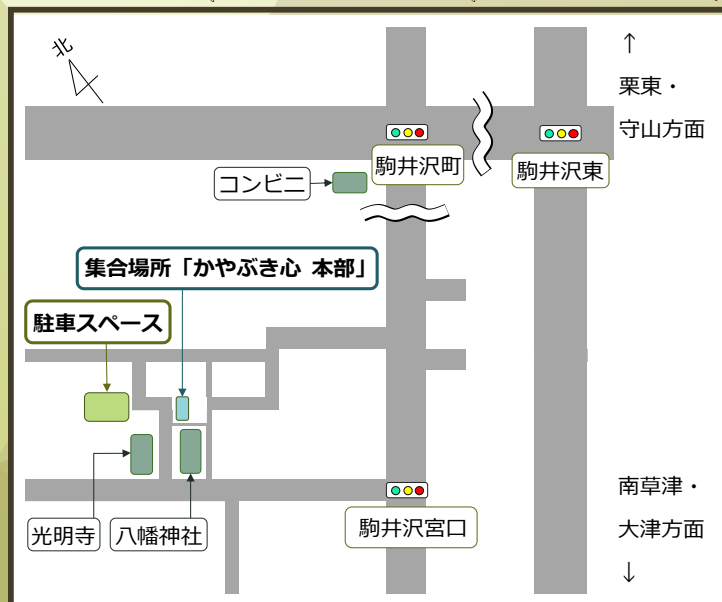 北
↑
栗東・
守山方面
駒井沢町
駒井沢東
コンビニ
集合場所「かやぶき心 本部」
駐車スペース
南草津・
大津方面
↓
駒井沢宮口
光明寺
八幡神社